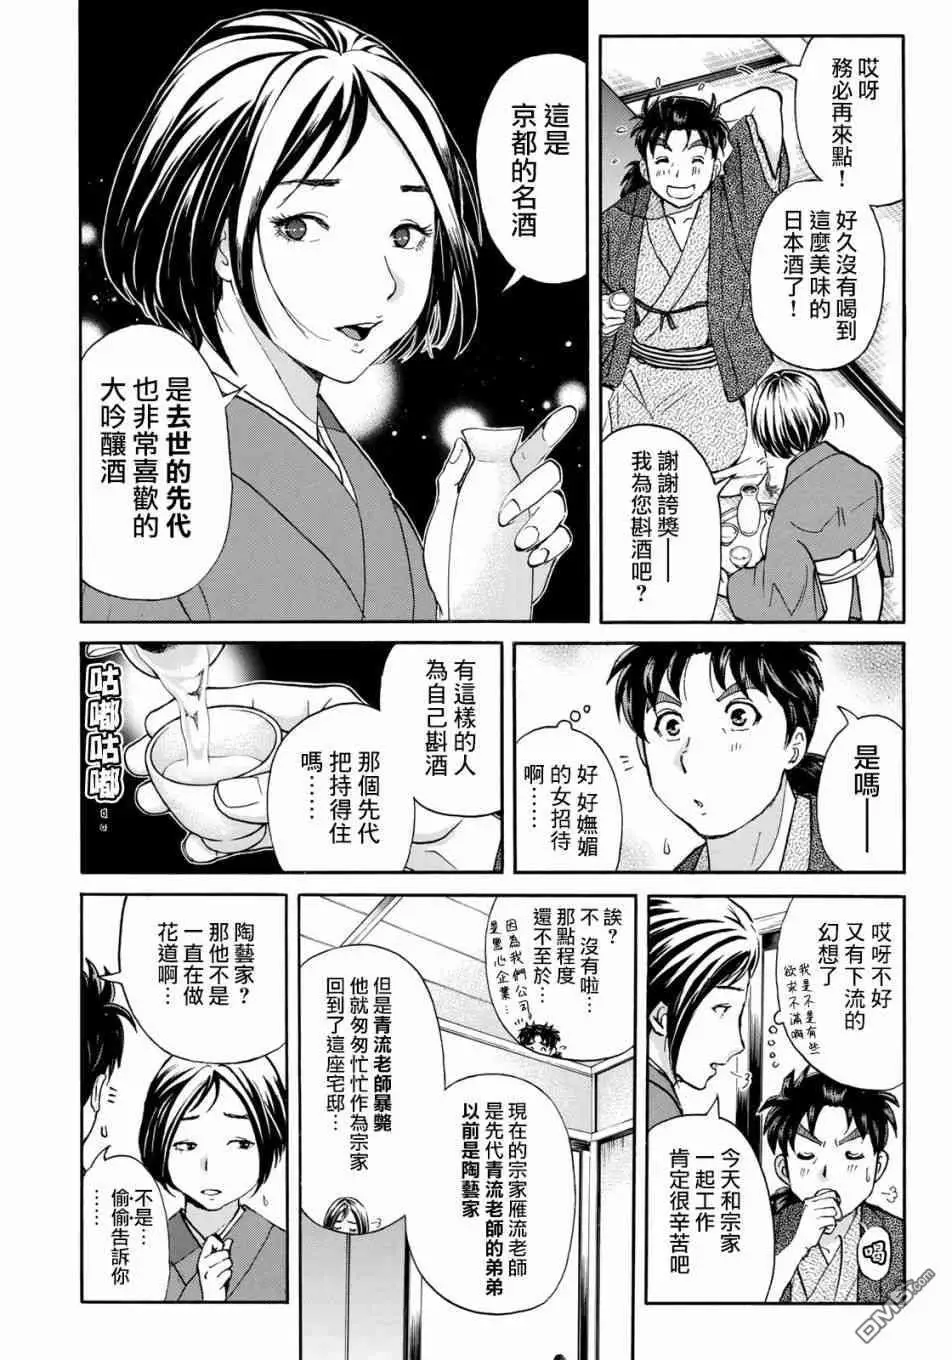 哎呀
務必再來點！
好久沒有喝到
這麼美味的
日本酒了！
謝謝誇獎——
我為您斟酒吧？
這是
京都的名酒
是去世的先代
也非常喜歡的
大吟釀酒
是嗎——
好 好嫵媚
的女招待
啊……
有這樣的人
為自己斟酒
那個先代
把持得住
嗎……
咕嘟咕嘟。
哎呀不好
又有下流的
幻想了
我是不是有些
欲求不滿啊
今天和宗家
一起工作
肯定很辛苦吧
喝
誒？
不 沒有啦…
那點程度
還不至於…
因為我們公司
是黑心企業…
現在的宗家雁流老師
是先代青流老師的弟弟
以前是陶藝家
但是青流老師暴斃
他就匆匆忙忙作為宗家
回到了這座宅邸…
陶藝家？
那他不是
一直在做
花道啊…
不是…
偷偷告訴你
……
DM5.com